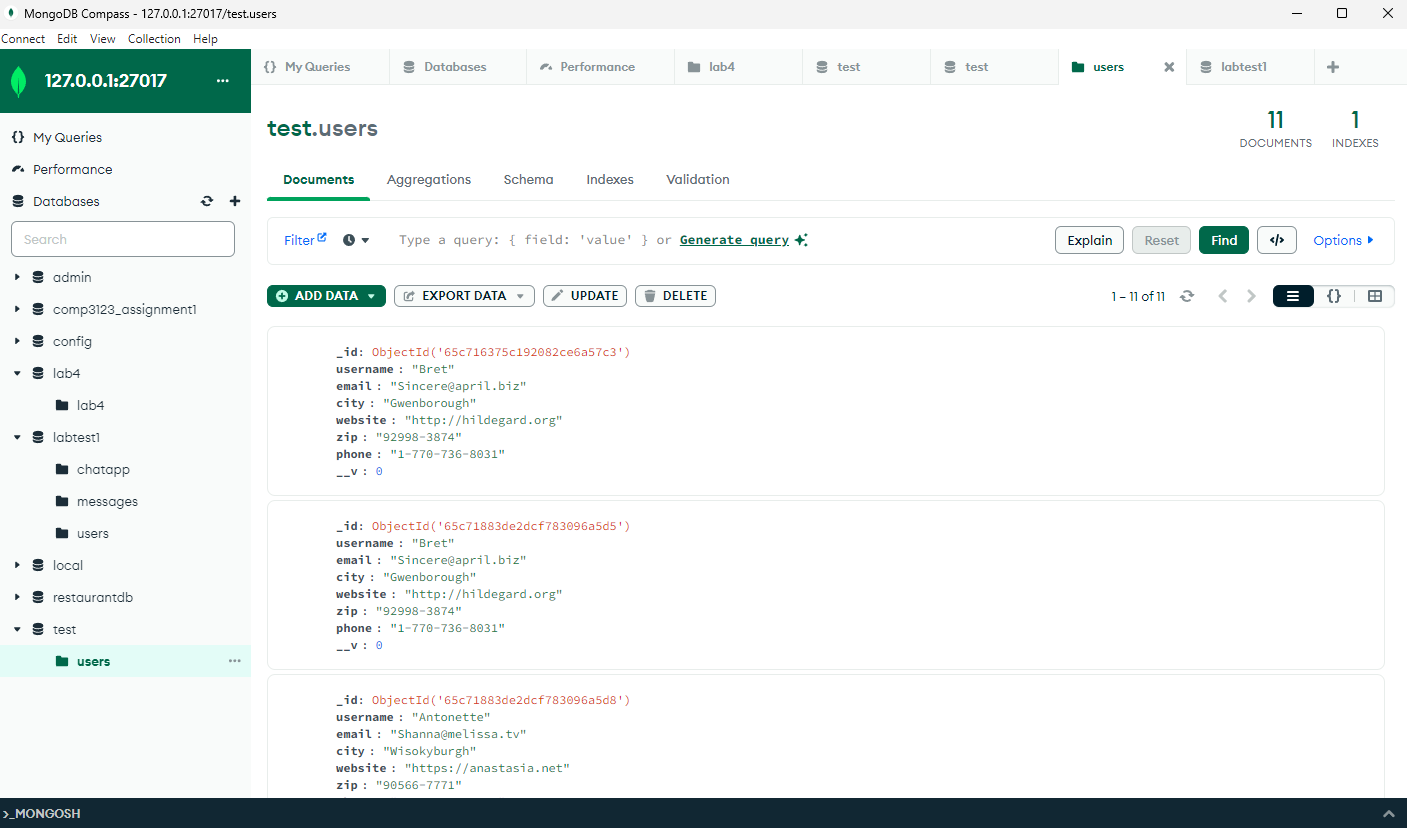 MongoDB Compass - 127.0.0.1:27017/test.users
Connect Edit View Collection Help
127.0.0.1:27017 ...
{} My Queries
Performance
Databases
Search
admin
comp3123_assignment1
config
lab4
lab4
labtest1
chatapp
messages
users
local
restaurantdb
test
users ...
{} My Queries Databases Performance lab4 test test users labtest1
test.users
11 DOCUMENTS
1 INDEXES
Documents Aggregations Schema Indexes Validation
Filter Type a query: { field: 'value' } or Generate query Explain Reset Find </> Options
ADD DATA EXPORT DATA UPDATE DELETE 1 – 11 of 11 {}
_id: ObjectId('65c716375c192082ce6a57c3')
username : "Bret"
email : "Sincere@april.biz"
city : "Gwenborough"
website : "http://hildegard.org"
zip : "92998-3874"
phone : "1-770-736-8031"
__v : 0
_id: ObjectId('65c71883de2dcf783096a5d5')
username : "Bret"
email : "Sincere@april.biz"
city : "Gwenborough"
website : "http://hildegard.org"
zip : "92998-3874"
phone : "1-770-736-8031"
__v : 0
_id: ObjectId('65c71883de2dcf783096a5d8')
username : "Antonette"
email : "Shanna@melissa.tv"
city : "Wisokyburgh"
website : "https://anastasia.net"
zip : "90566-7771"
>_MONGOSH